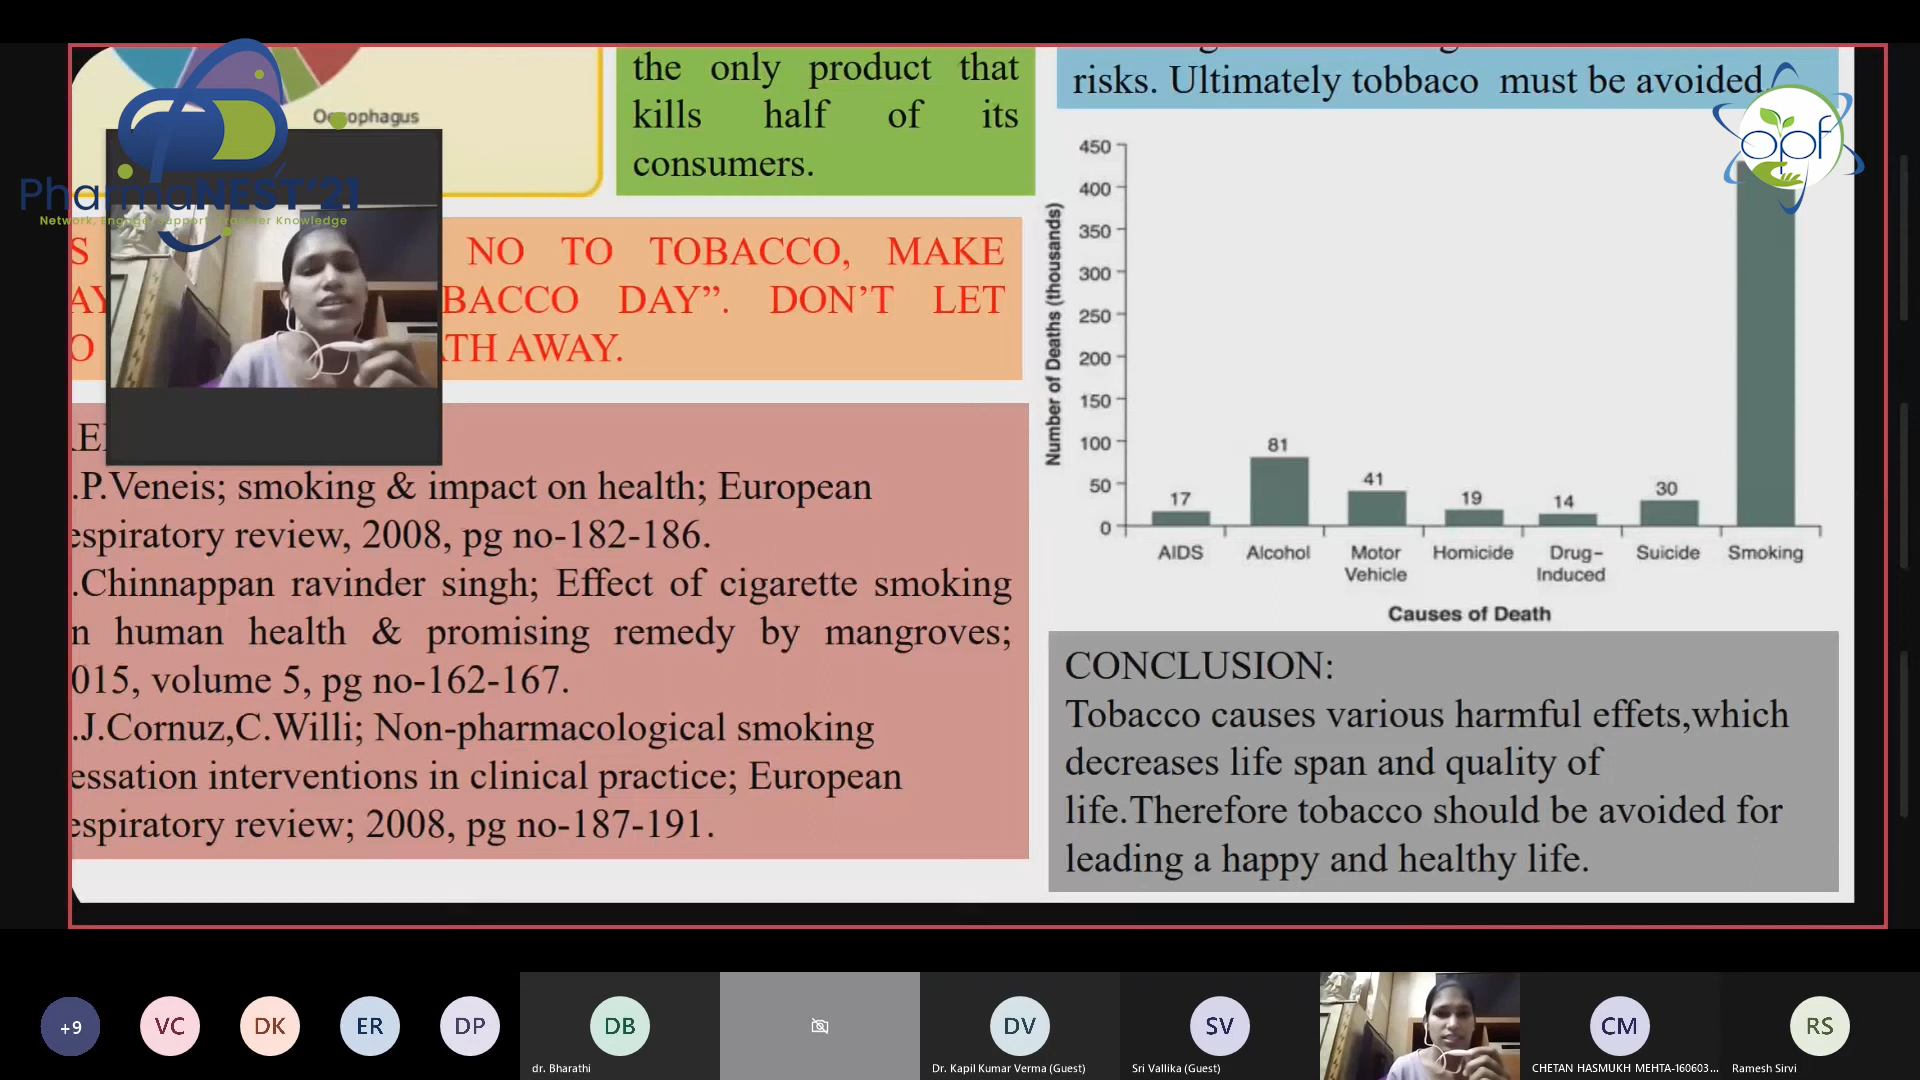 Oesophagus
PharmaNEST'21
Network, Engage, Support, Transfer Knowledge
the only product that
kills half of its
consumers.
risks. Ultimately tobbaco must be avoided.
opf
NO TO TOBACCO, MAKE
BACCO DAY”. DON’T LET
TH AWAY.
.P.Veneis; smoking & impact on health; European
espiratory review, 2008, pg no-182-186.
.Chinnappan ravinder singh; Effect of cigarette smoking
n human health & promising remedy by mangroves;
015, volume 5, pg no-162-167.
.J.Cornuz,C.Willi; Non-pharmacological smoking
essation interventions in clinical practice; European
espiratory review; 2008, pg no-187-191.
Number of Deaths (thousands)
450
400
350
300
250
200
150
100
50
0
17
81
41
19
14
30
AIDS
Alcohol
Motor
Vehicle
Homicide
Drug-
Induced
Suicide
Smoking
Causes of Death
CONCLUSION:
Tobacco causes various harmful effets,which
decreases life span and quality of
life.Therefore tobacco should be avoided for
leading a happy and healthy life.
+9
VC
DK
ER
DP
DB
DV
SV
CM
RS
dr. Bharathi
Dr. Kapil Kumar Verma (Guest)
Sri Vallika (Guest)
CHETAN HASMUKH MEHTA-160603...
Ramesh Sirvi